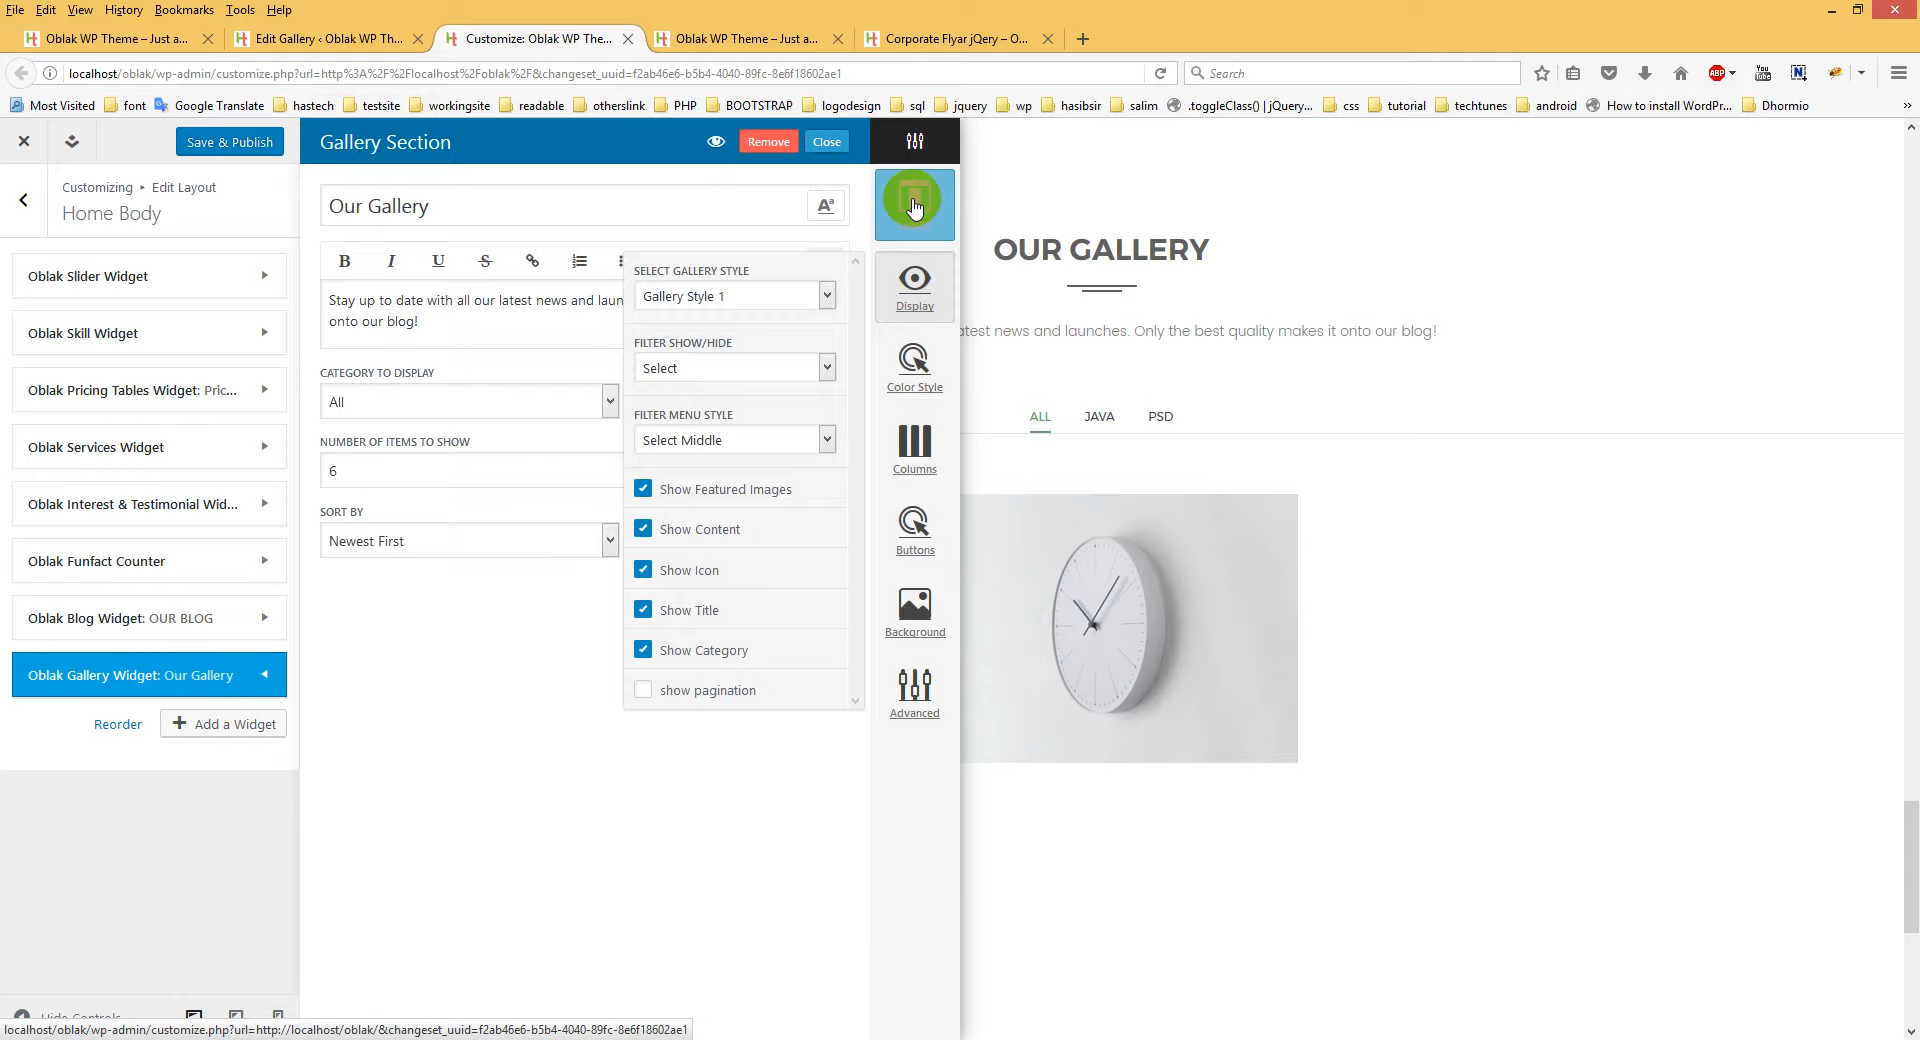 File Edit View History Bookmarks Tools Help
Oblak WP Theme – Just a...
Edit Gallery ‹ Oblak WP Th...
Customize: Oblak WP The...
Oblak WP Theme – Just a...
Corporate Flyar jQery – O...
localhost/oblak/wp-admin/customize.php?url=http%3A%2F%2Flocalhost%2Foblak%2F&changeset_uuid=f2ab46e6-b5b4-4040-89fc-8e6f18602ae1
Search
ABP
Most Visited font Google Translate hastech testsite workingsite readable otherslink PHP BOOTSTRAP logodesign sql jquery wp hasibsir salim .toggleClass() | jQuery... css tutorial techtunes android How to install WordPr... Dhormio
Save & Publish
Gallery Section
Remove
Close
Customizing ▸ Edit Layout
Home Body
Oblak Slider Widget
Oblak Skill Widget
Oblak Pricing Tables Widget: Pric...
Oblak Services Widget
Oblak Interest & Testimonial Wid...
Oblak Funfact Counter
Oblak Blog Widget: OUR BLOG
Oblak Gallery Widget: Our Gallery
Reorder
Add a Widget
Hide Controls
Our Gallery
B I U S
Stay up to date with all our latest news and laun
onto our blog!
CATEGORY TO DISPLAY
All
NUMBER OF ITEMS TO SHOW
6
SORT BY
Newest First
SELECT GALLERY STYLE
Gallery Style 1
FILTER SHOW/HIDE
Select
FILTER MENU STYLE
Select Middle
Show Featured Images
Show Content
Show Icon
Show Title
Show Category
show pagination
Display
Color Style
Columns
Buttons
Background
Advanced
OUR GALLERY
atest news and launches. Only the best quality makes it onto our blog!
ALL JAVA PSD
localhost/oblak/wp-admin/customize.php?url=http://localhost/oblak/&changeset_uuid=f2ab46e6-b5b4-4040-89fc-8e6f18602ae1